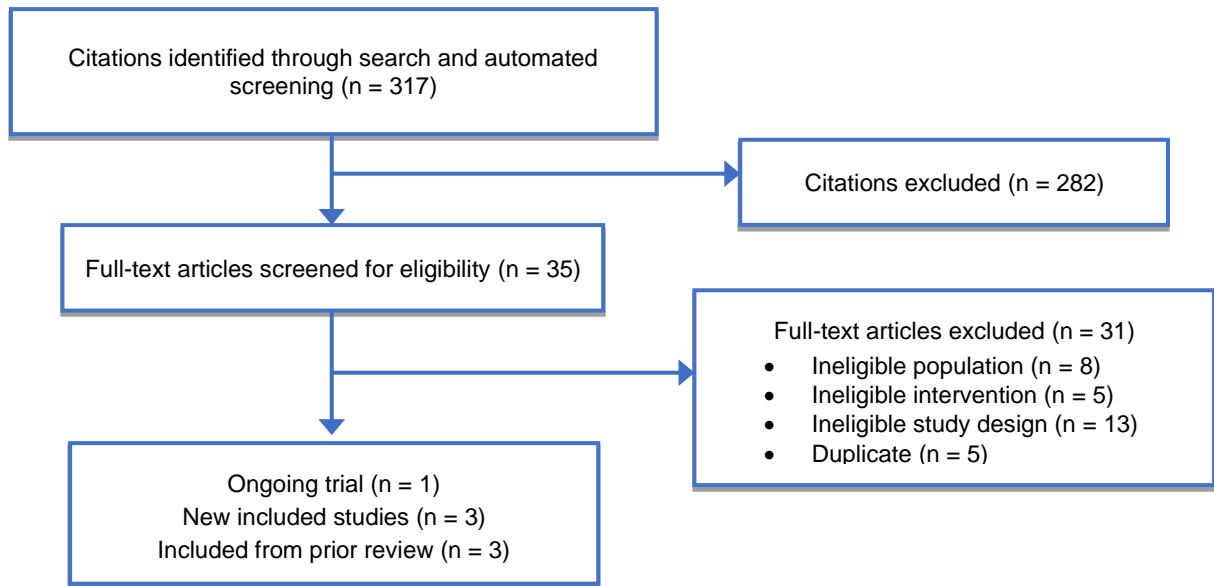 Citations identified through search and automated
screening (n = 317)
Citations excluded (n = 282)
Full-text articles screened for eligibility (n = 35)
Full-text articles excluded (n = 31)
• Ineligible population (n = 8)
• Ineligible intervention (n = 5)
• Ineligible study design (n = 13)
• Duplicate (n = 5)
Ongoing trial (n = 1)
New included studies (n = 3)
Included from prior review (n = 3)